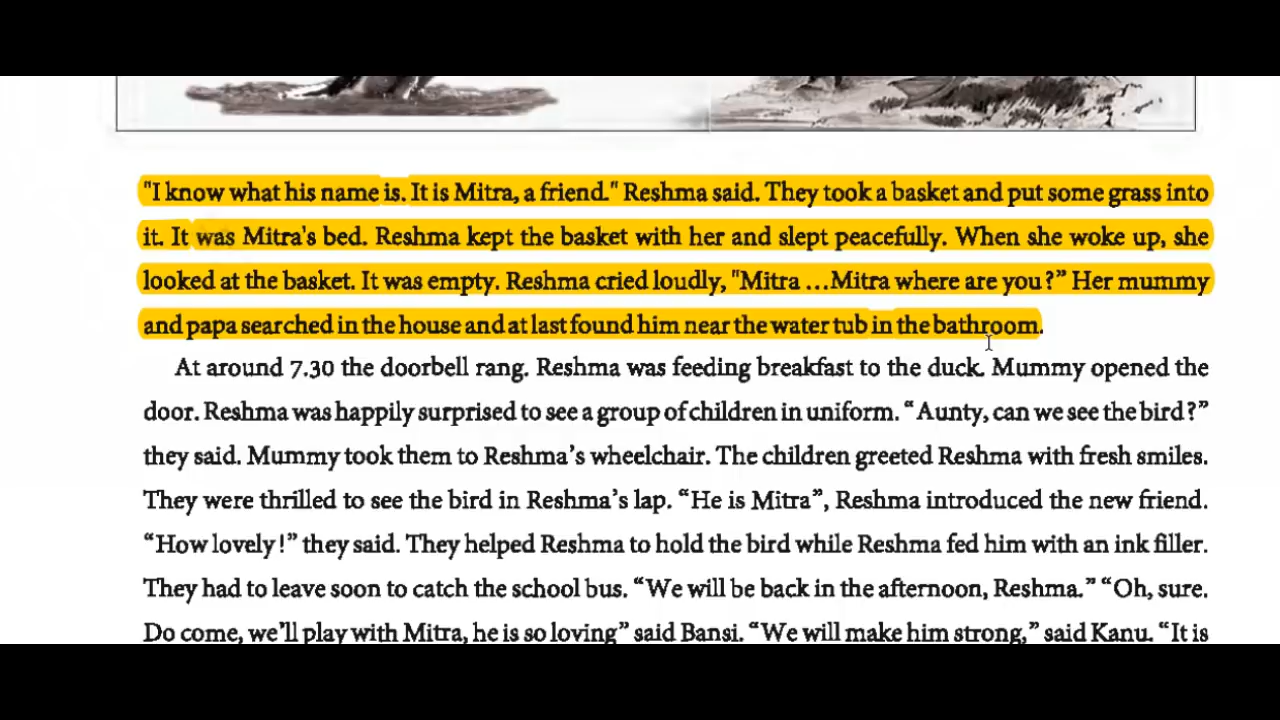 "I know what his name is. It is Mitra, a friend." Reshma said. They took a basket and put some grass into
it. It was Mitra's bed. Reshma kept the basket with her and slept peacefully. When she woke up, she
looked at the basket. It was empty. Reshma cried loudly, "Mitra ...Mitra where are you?” Her mummy
and papa searched in the house and at last found him near the water tub in the bathroom.
At around 7.30 the doorbell rang. Reshma was feeding breakfast to the duck. Mummy opened the
door. Reshma was happily surprised to see a group of children in uniform. “Aunty, can we see the bird?”
they said. Mummy took them to Reshma’s wheelchair. The children greeted Reshma with fresh smiles.
They were thrilled to see the bird in Reshma’s lap. “He is Mitra”, Reshma introduced the new friend.
“How lovely!” they said. They helped Reshma to hold the bird while Reshma fed him with an ink filler.
They had to leave soon to catch the school bus. “We will be back in the afternoon, Reshma.” “Oh, sure.
Do come, we’ll play with Mitra, he is so loving” said Bansi. “We will make him strong,” said Kanu. “It is